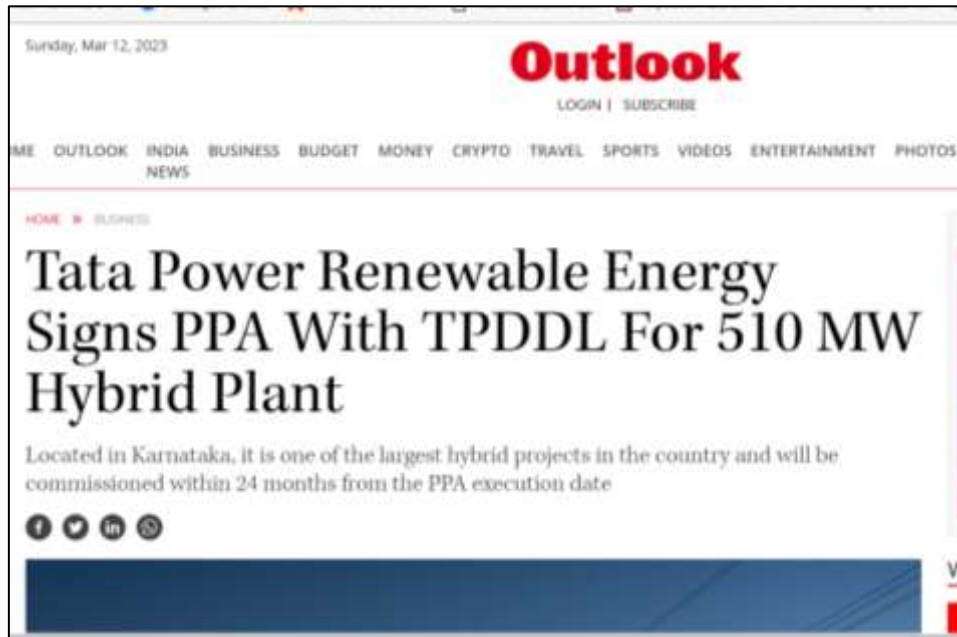 Sunday, Mar 12, 2023
Outlook
LOGIN | SUBSCRIBE
ME OUTLOOK INDIA NEWS BUSINESS BUDGET MONEY CRYPTO TRAVEL SPORTS VIDEOS ENTERTAINMENT PHOTOS
HOME » BUSINESS
Tata Power Renewable Energy
Signs PPA With TPDDL For 510 MW
Hybrid Plant
Located in Karnataka, it is one of the largest hybrid projects in the country and will be
commissioned within 24 months from the PPA execution date